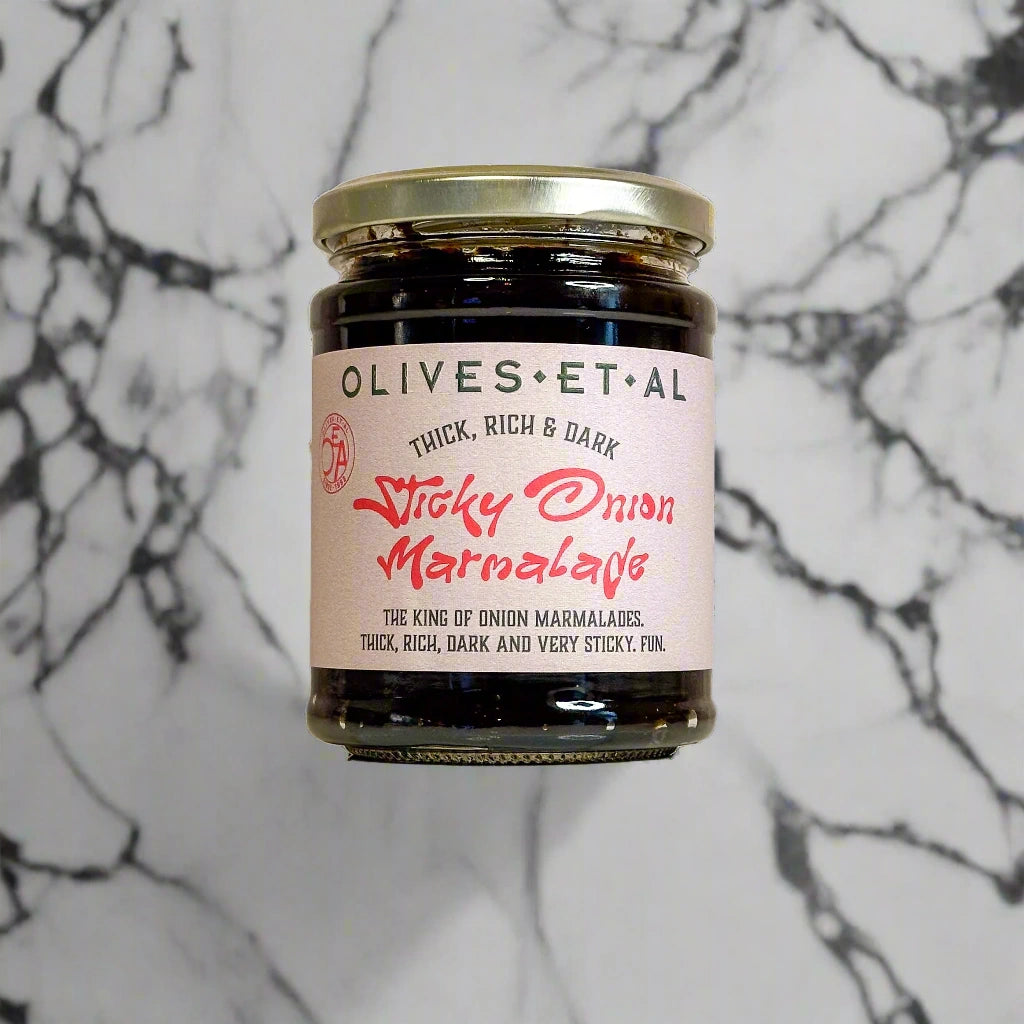 OLIVES · ET · AL
THICK, RICH & DARK
Sticky Onion
Marmalade
THE KING OF ONION MARMALADES.
THICK, RICH, DARK AND VERY STICKY. FUN.